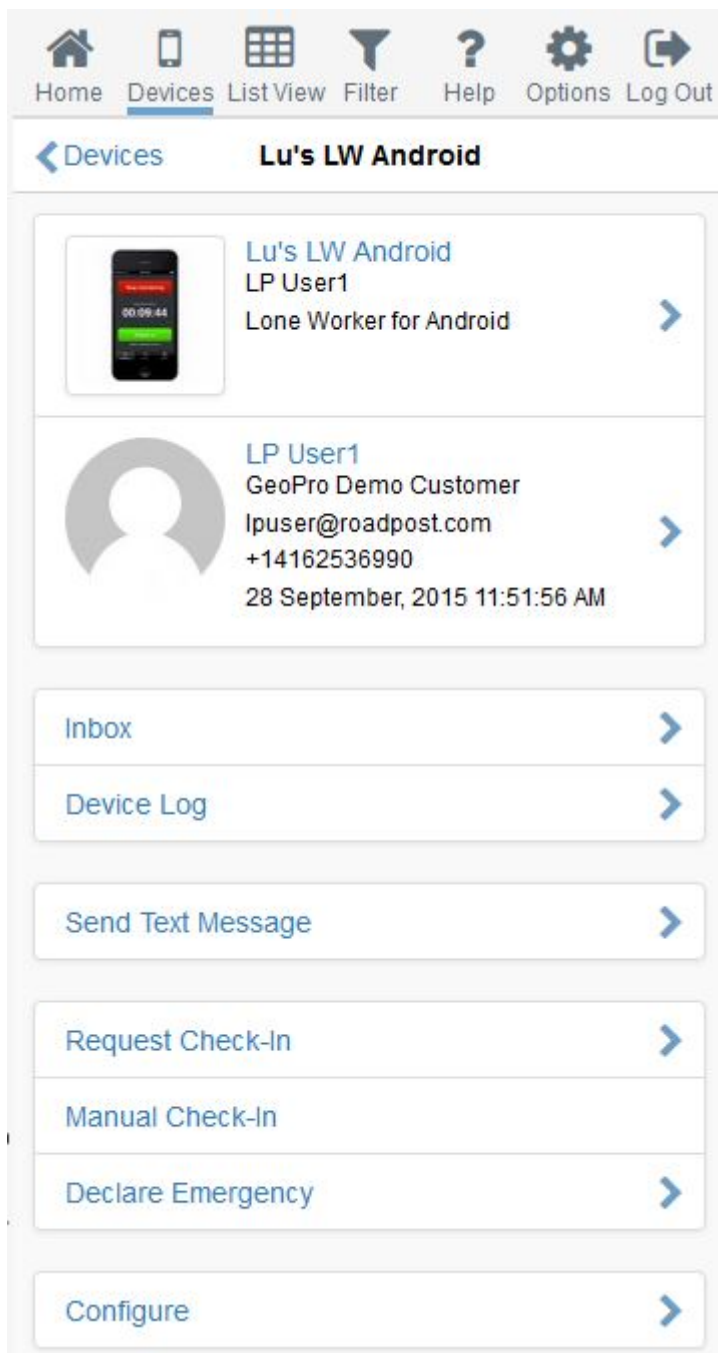 Home Devices List View Filter Help Options Log Out
Devices Lu's LW Android
00:09:44
Lu's LW Android
LP User1
Lone Worker for Android
LP User1
GeoPro Demo Customer
lpuser@roadpost.com
+14162536990
28 September, 2015 11:51:56 AM
Inbox
Device Log
Send Text Message
Request Check-In
Manual Check-In
Declare Emergency
Configure